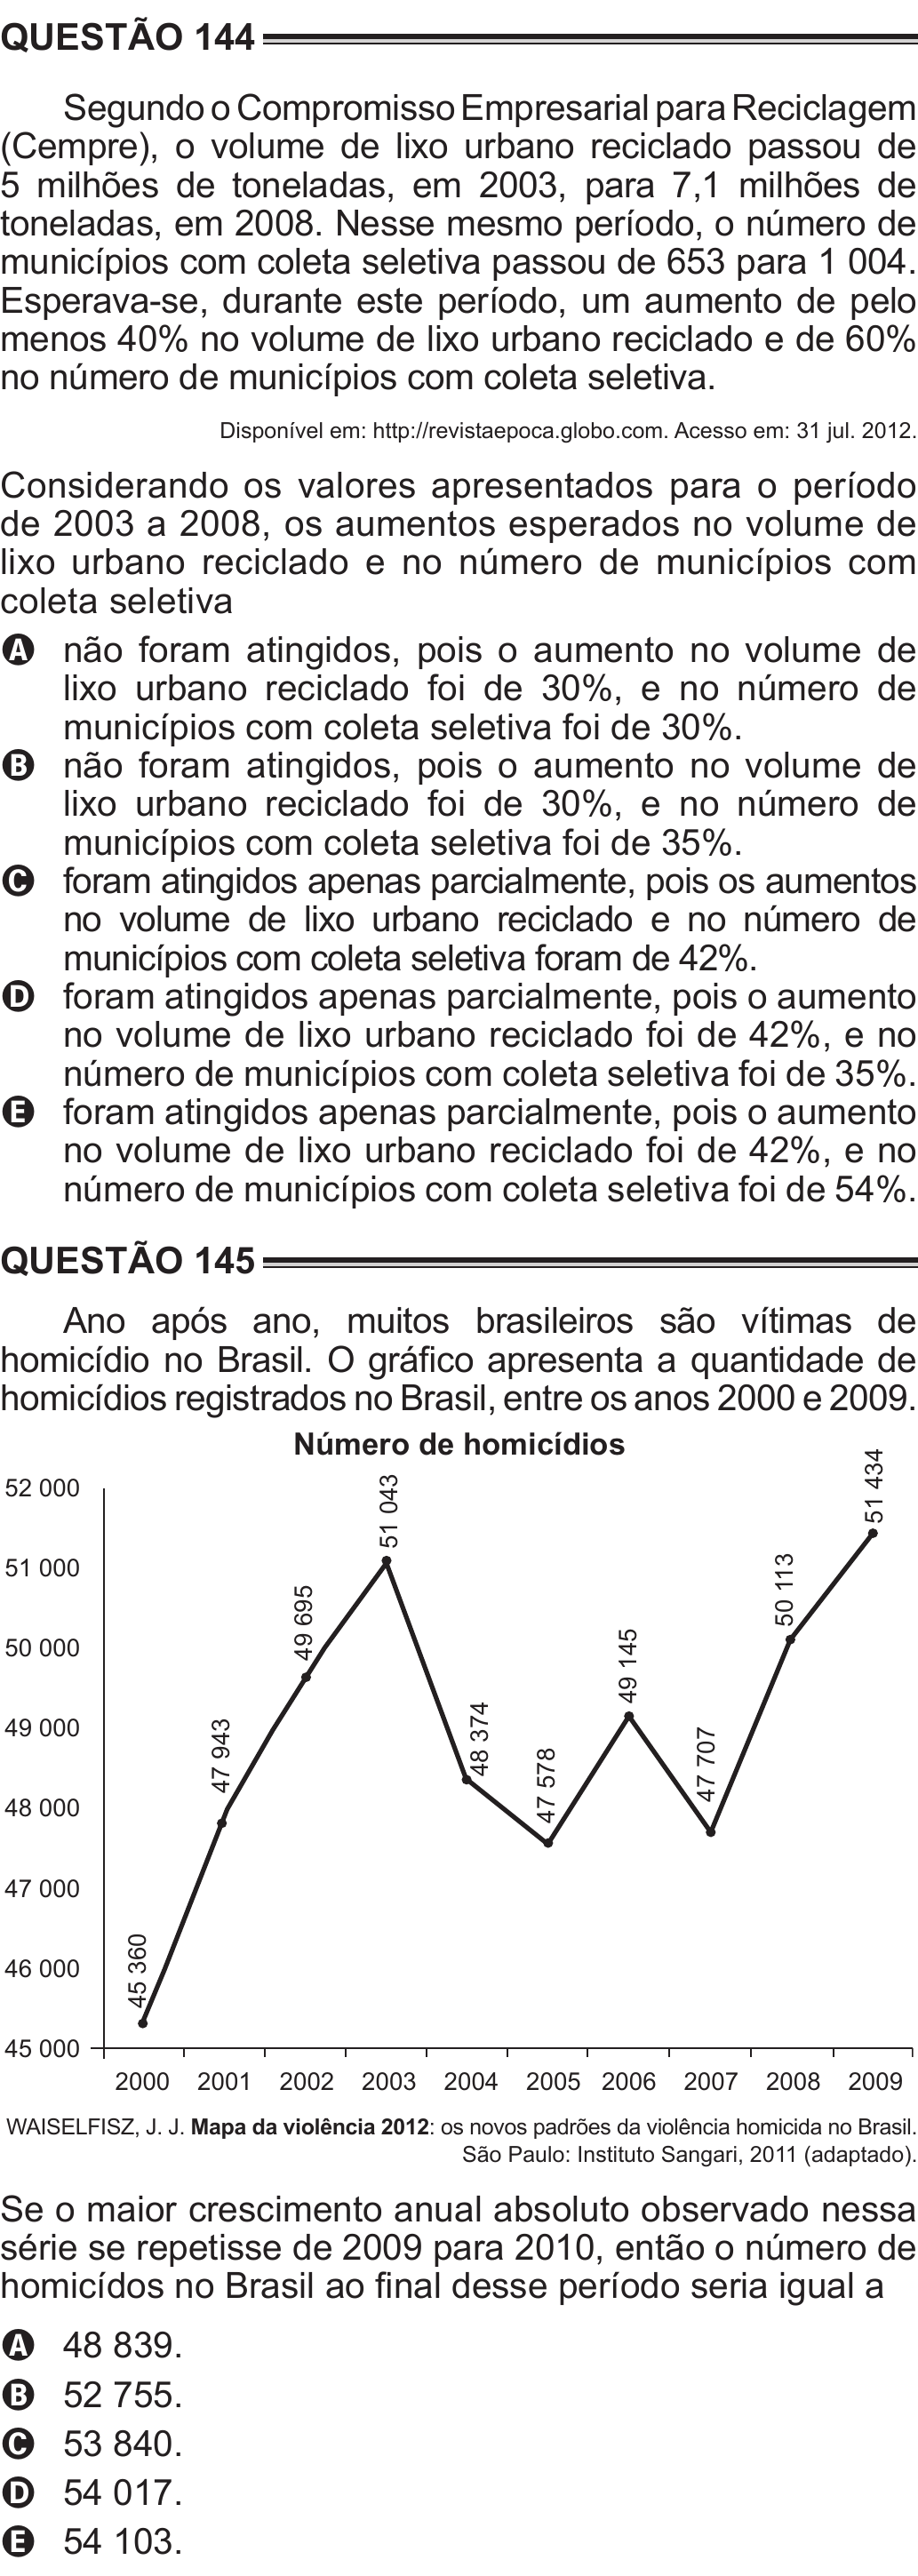 QUESTÃO 144
Segundo o Compromisso Empresarial para Reciclagem
(Cempre), o volume de lixo urbano reciclado passou de
5 milhões de toneladas, em 2003, para 7,1 milhões de
toneladas, em 2008. Nesse mesmo período, o número de
municípios com coleta seletiva passou de 653 para 1 004.
Esperava-se, durante este período, um aumento de pelo
menos 40% no volume de lixo urbano reciclado e de 60%
no número de municípios com coleta seletiva.
Disponível em: http://revistaepoca.globo.com. Acesso em: 31 jul. 2012.
Considerando os valores apresentados para o período
de 2003 a 2008, os aumentos esperados no volume de
lixo urbano reciclado e no número de municípios com
coleta seletiva
A não foram atingidos, pois o aumento no volume de
lixo urbano reciclado foi de 30%, e no número de
municípios com coleta seletiva foi de 30%.
B não foram atingidos, pois o aumento no volume de
lixo urbano reciclado foi de 30%, e no número de
municípios com coleta seletiva foi de 35%.
C foram atingidos apenas parcialmente, pois os aumentos
no volume de lixo urbano reciclado e no número de
municípios com coleta seletiva foram de 42%.
D foram atingidos apenas parcialmente, pois o aumento
no volume de lixo urbano reciclado foi de 42%, e no
número de municípios com coleta seletiva foi de 35%.
E foram atingidos apenas parcialmente, pois o aumento
no volume de lixo urbano reciclado foi de 42%, e no
número de municípios com coleta seletiva foi de 54%.
QUESTÃO 145
Ano após ano, muitos brasileiros são vítimas de
homicídio no Brasil. O gráfico apresenta a quantidade de
homicídios registrados no Brasil, entre os anos 2000 e 2009.
Número de homicídios
52 000
51 000
50 000
49 000
48 000
47 000
46 000
45 000
45 360
47 943
49 695
51 043
48 374
47 578
49 145
47 707
50 113
51 434
2000 2001 2002 2003 2004 2005 2006 2007 2008 2009
WAISELFISZ, J. J. Mapa da violência 2012: os novos padrões da violência homicida no Brasil.
São Paulo: Instituto Sangari, 2011 (adaptado).
Se o maior crescimento anual absoluto observado nessa
série se repetisse de 2009 para 2010, então o número de
homicídos no Brasil ao final desse período seria igual a
A 48 839.
B 52 755.
C 53 840.
D 54 017.
E 54 103.